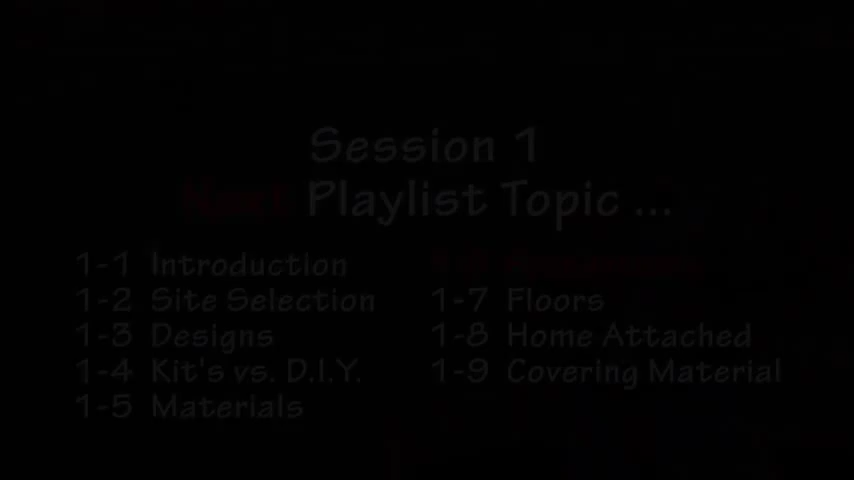 Session 1
Next Playlist Topic ...
1-1 Introduction
1-2 Site Selection
1-3 Designs
1-4 Kit's vs. D.I.Y.
1-5 Materials
1-7 Floors
1-8 Home Attached
1-9 Covering Material